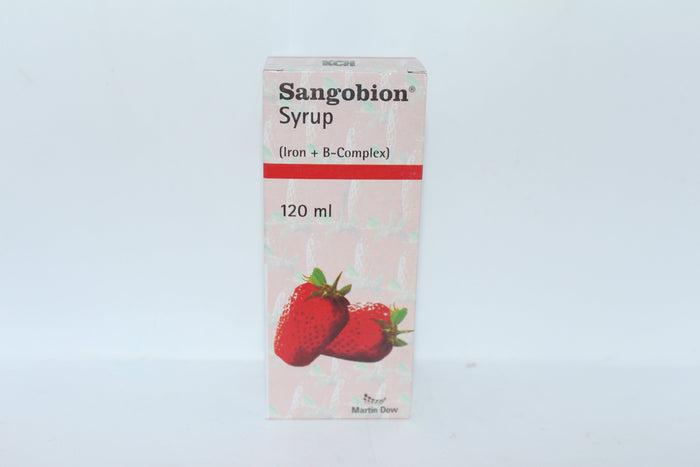 Sangobion®
Syrup
(Iron + B-Complex)
120 ml
Martin Dow